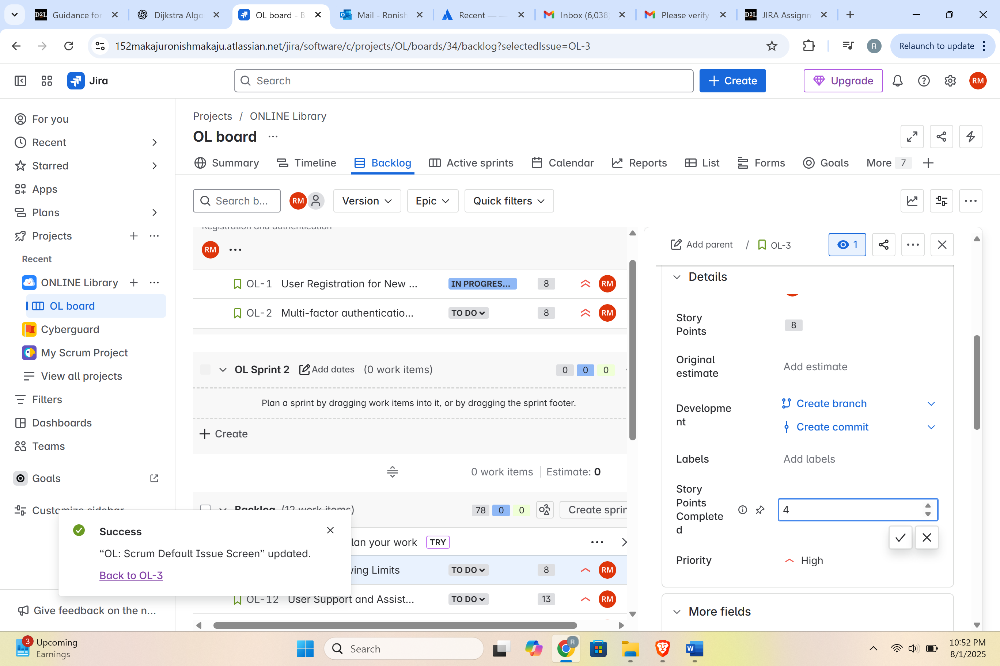 D2L Guidance for
Dijkstra Algo
OL board - B
Mail - Ronish
Recent — —
Inbox (6,038)
Please verify
D2L JIRA Assignm
152makajuronishmakaju.atlassian.net/jira/software/c/projects/OL/boards/34/backlog?selectedIssue=OL-3
R
Relaunch to update
Jira
Search
Create
Upgrade
RM
For you
Recent
Starred
Apps
Plans
Projects
Recent
ONLINE Library
OL board
Cyberguard
My Scrum Project
View all projects
Filters
Dashboards
Teams
Goals
Customize sidebar
Give feedback on the n...
Projects / ONLINE Library
OL board
Summary
Timeline
Backlog
Active sprints
Calendar
Reports
List
Forms
Goals
More 7
Search b...
RM
Version
Epic
Quick filters
Registration and authentication
RM
OL-1 User Registration for New ... IN PROGRES... 8 RM
OL-2 Multi-factor authenticatio... TO DO 8 RM
OL Sprint 2 Add dates (0 work items) 0 0 0
Plan a sprint by dragging work items into it, or by dragging the sprint footer.
Create
0 work items Estimate: 0
Backlog (12 work items) 78 0 0 Create sprin
lan your work TRY
ving Limits TO DO 8 RM
OL-12 User Support and Assist... TO DO 13 RM
Success
“OL: Scrum Default Issue Screen” updated.
Back to OL-3
Add parent / OL-3
1
Details
Story
Points
8
Original
estimate
Add estimate
Developme
nt
Create branch
Create commit
Labels
Add labels
Story
Points
Complete
d
4
Priority
High
More fields
3
Upcoming
Earnings
Search
R
10:52 PM
8/1/2025